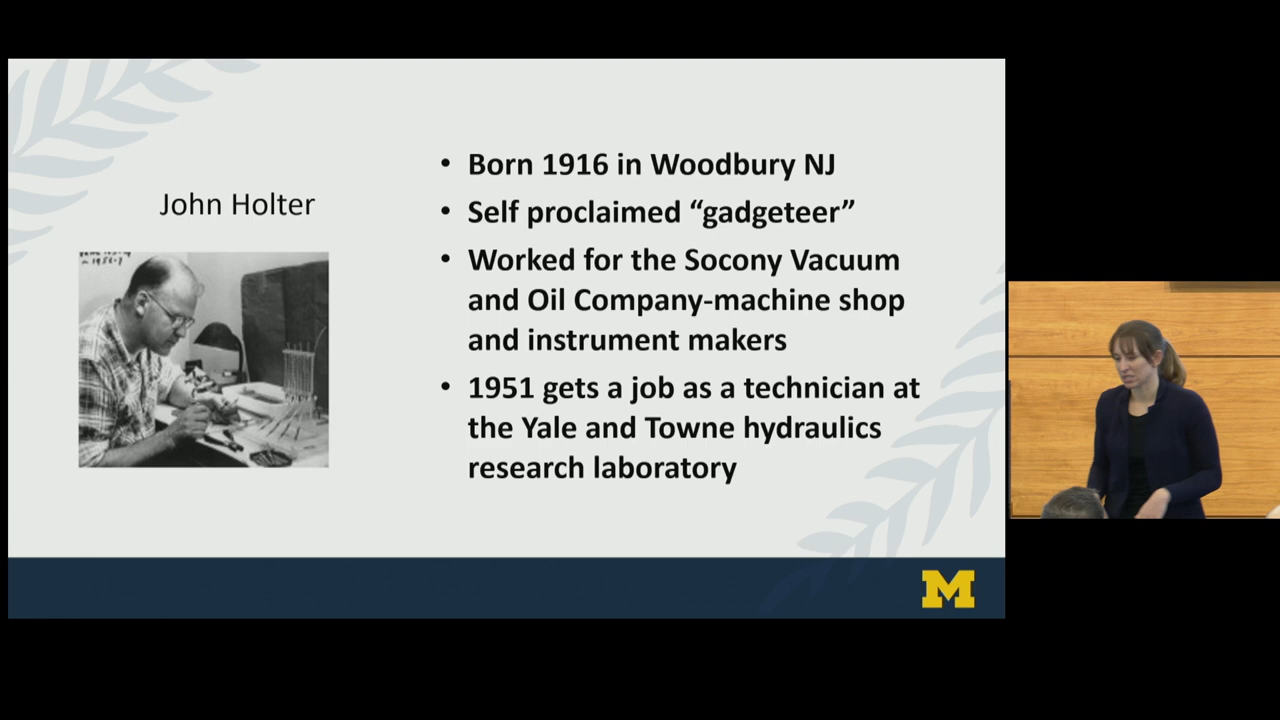 John Holter
• Born 1916 in Woodbury NJ
• Self proclaimed “gadgeteer”
• Worked for the Socony Vacuum
and Oil Company-machine shop
and instrument makers
• 1951 gets a job as a technician at
the Yale and Towne hydraulics
research laboratory
M